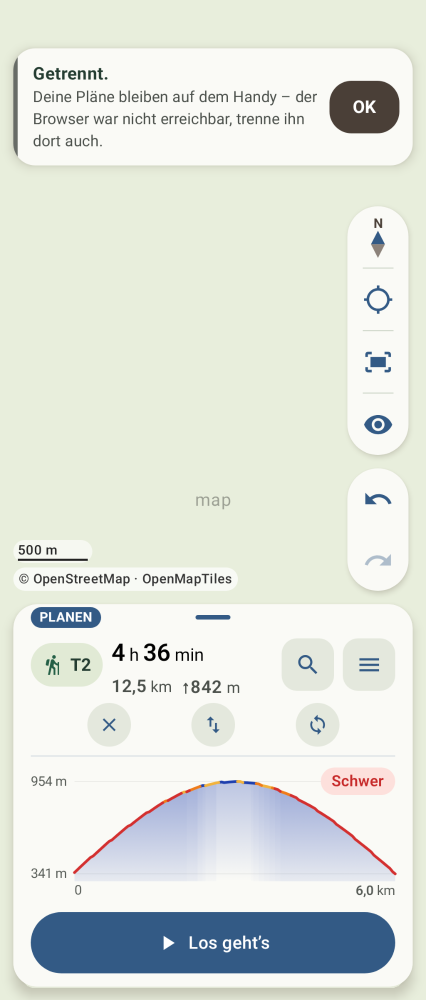 Getrennt.
Deine Pläne bleiben auf dem Handy – der
Browser war nicht erreichbar, trenne ihn
dort auch.
OK
N
map
500 m
© OpenStreetMap · OpenMapTiles
PLANEN
T2
4 h 36 min
12,5 km ↑842 m
954 m
Schwer
341 m
0
6,0 km
Los geht's